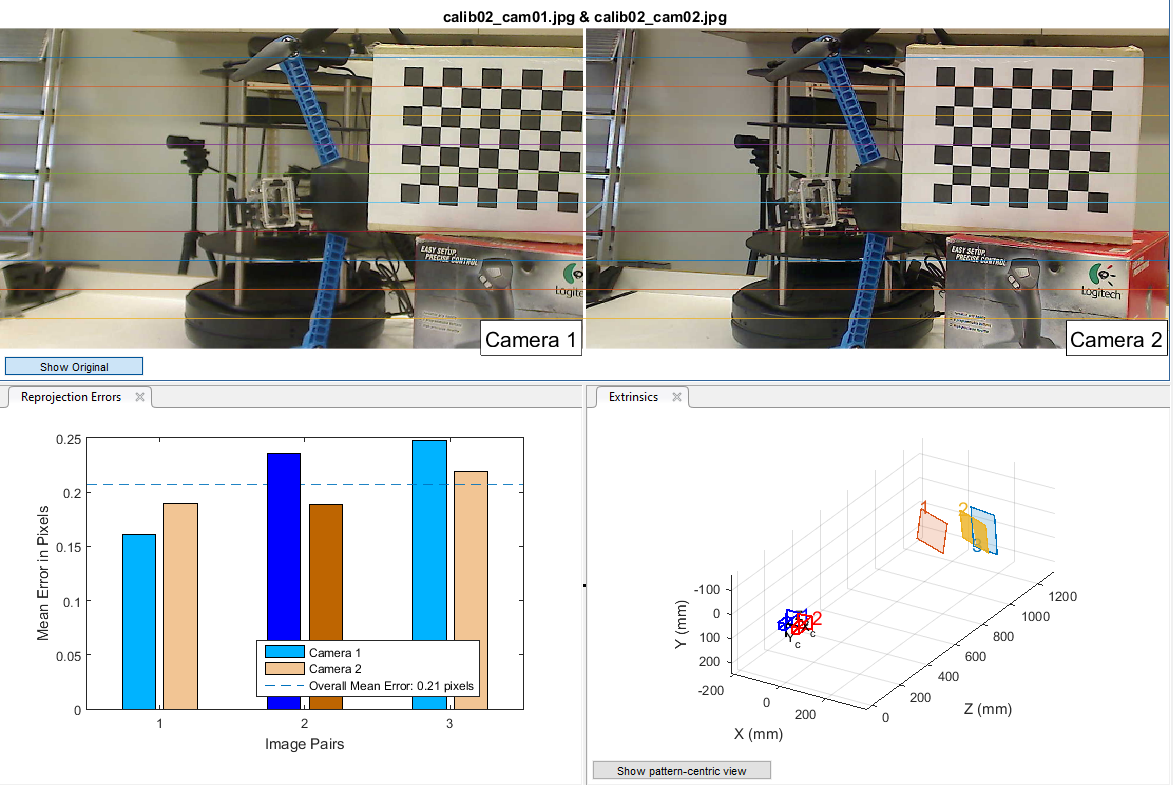 calib02_cam01.jpg & calib02_cam02.jpg
EASY SETUP,
PRECISE CONTROL
Logite
Camera 1
EASY SETUP,
PRECISE CONTROL
Logitech
Camera 2
Show Original
Reprojection Errors
0.25
0.2
0.15
0.1
0.05
0
Mean Error in Pixels
Camera 1
Camera 2
Overall Mean Error: 0.21 pixels
1
2
3
Image Pairs
Extrinsics
1
2
3
2
c
Y
c
-100
0
100
200
Y (mm)
-200
0
200
X (mm)
0
200
400
600
800
1000
1200
Z (mm)
Show pattern-centric view